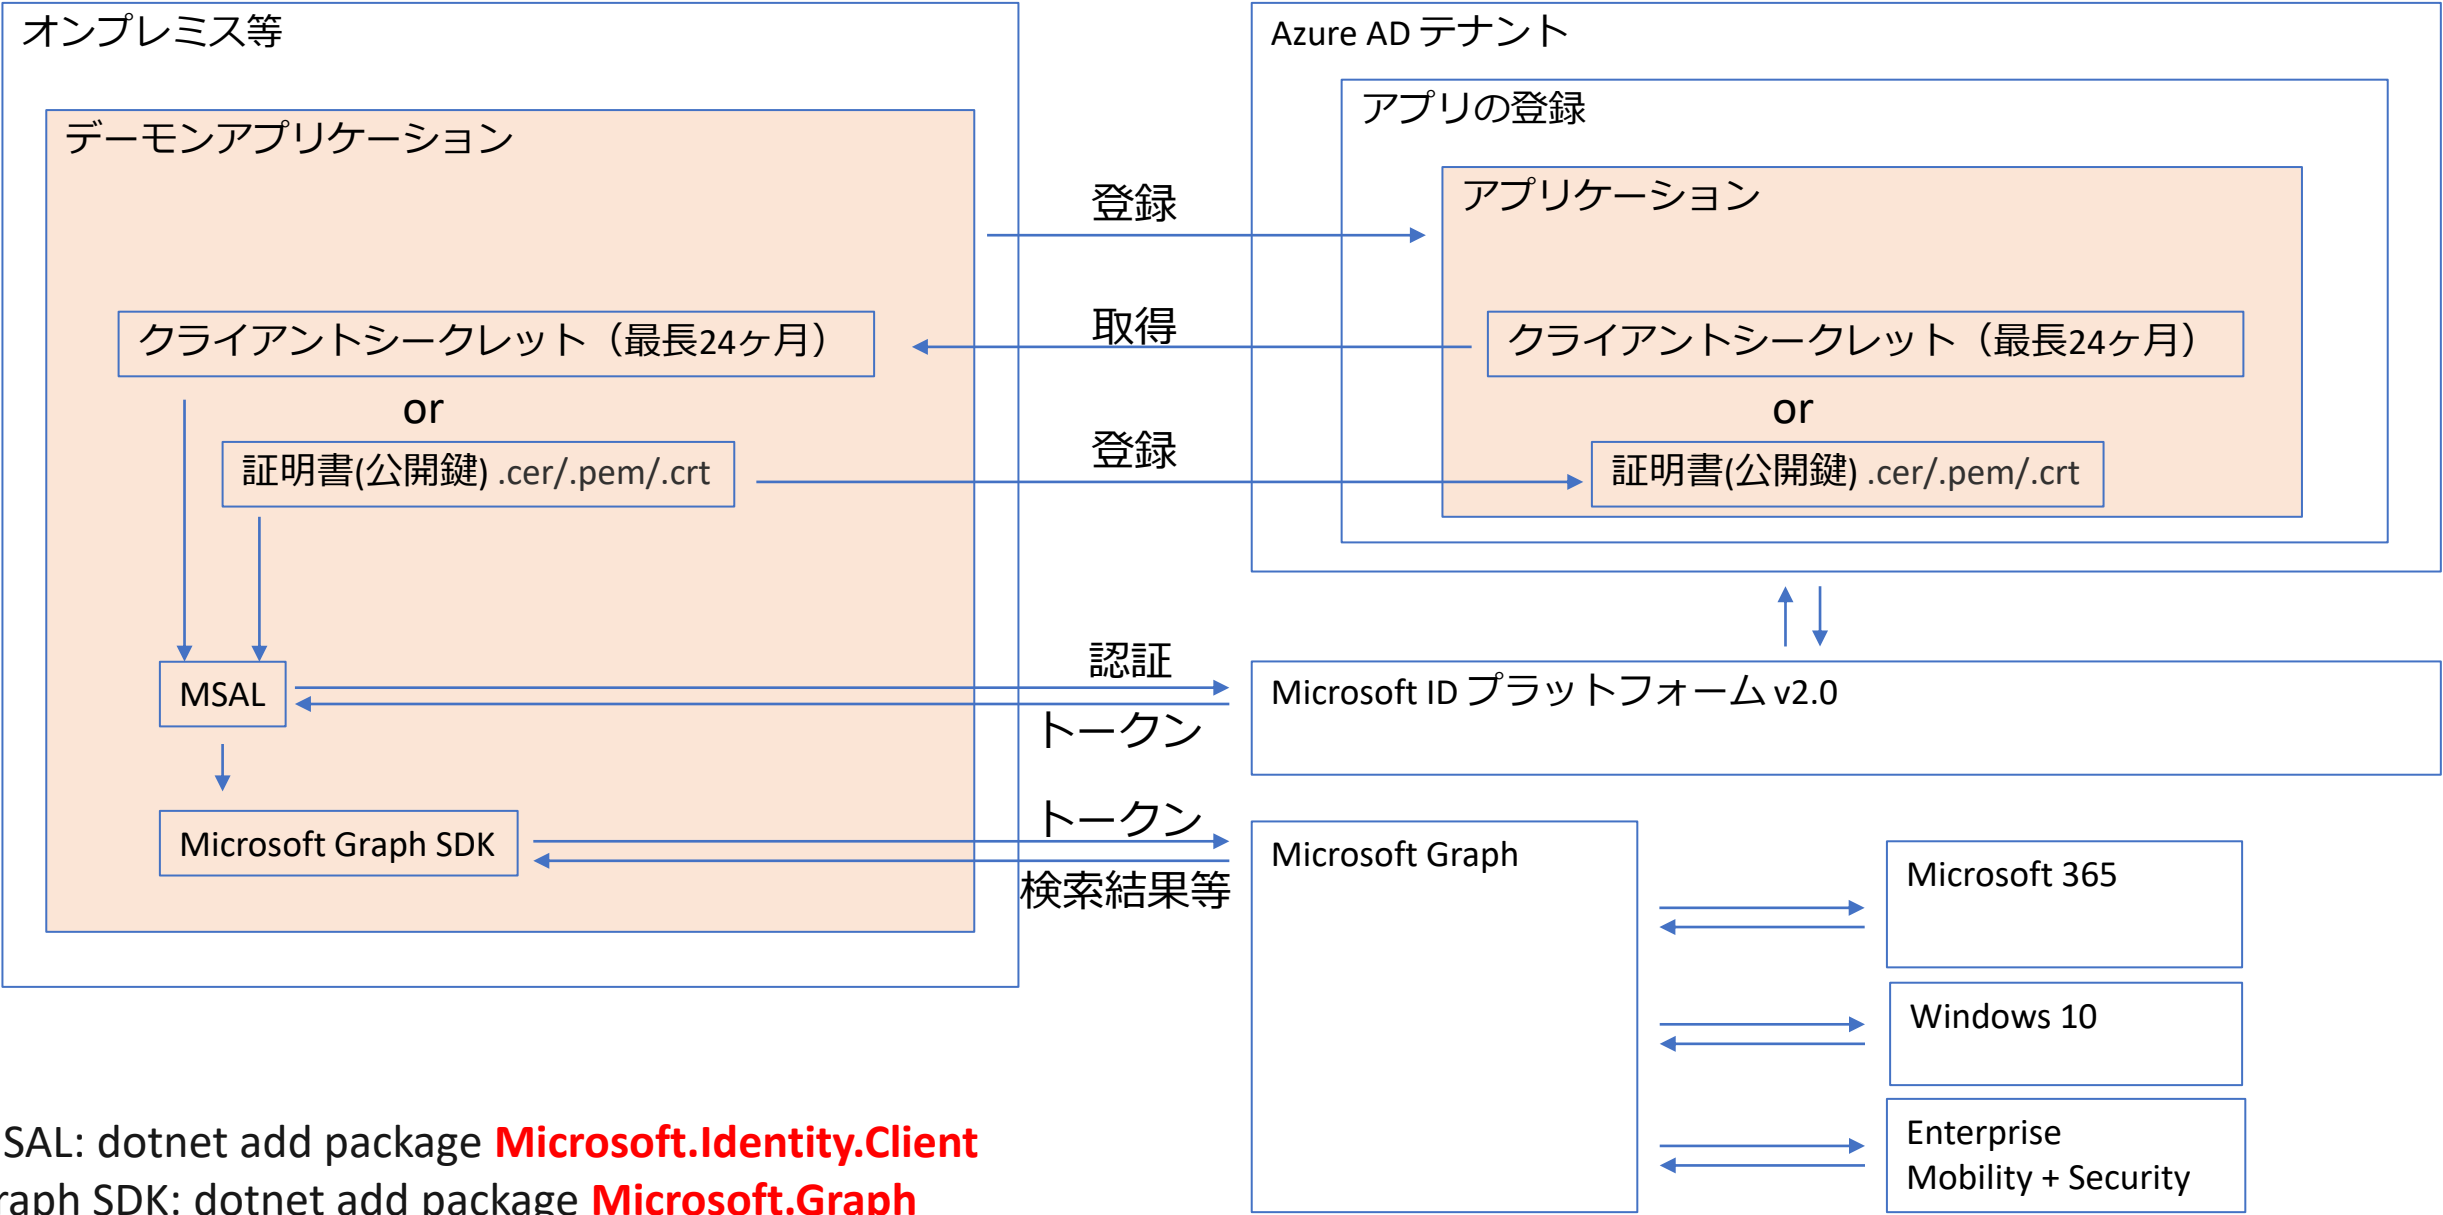 オンプレミス等
デーモンアプリケーション
クライアントシークレット（最長24ヶ月）
or
証明書(公開鍵) .cer/.pem/.crt
MSAL
Microsoft Graph SDK
登録
取得
登録
認証
トークン
トークン
検索結果等
Azure AD テナント
アプリの登録
アプリケーション
クライアントシークレット（最長24ヶ月）
or
証明書(公開鍵) .cer/.pem/.crt
Microsoft ID プラットフォーム v2.0
Microsoft Graph
Microsoft 365
Windows 10
Enterprise
Mobility + Security
SAL: dotnet add package Microsoft.Identity.Client
raph SDK: dotnet add package Microsoft.Graph